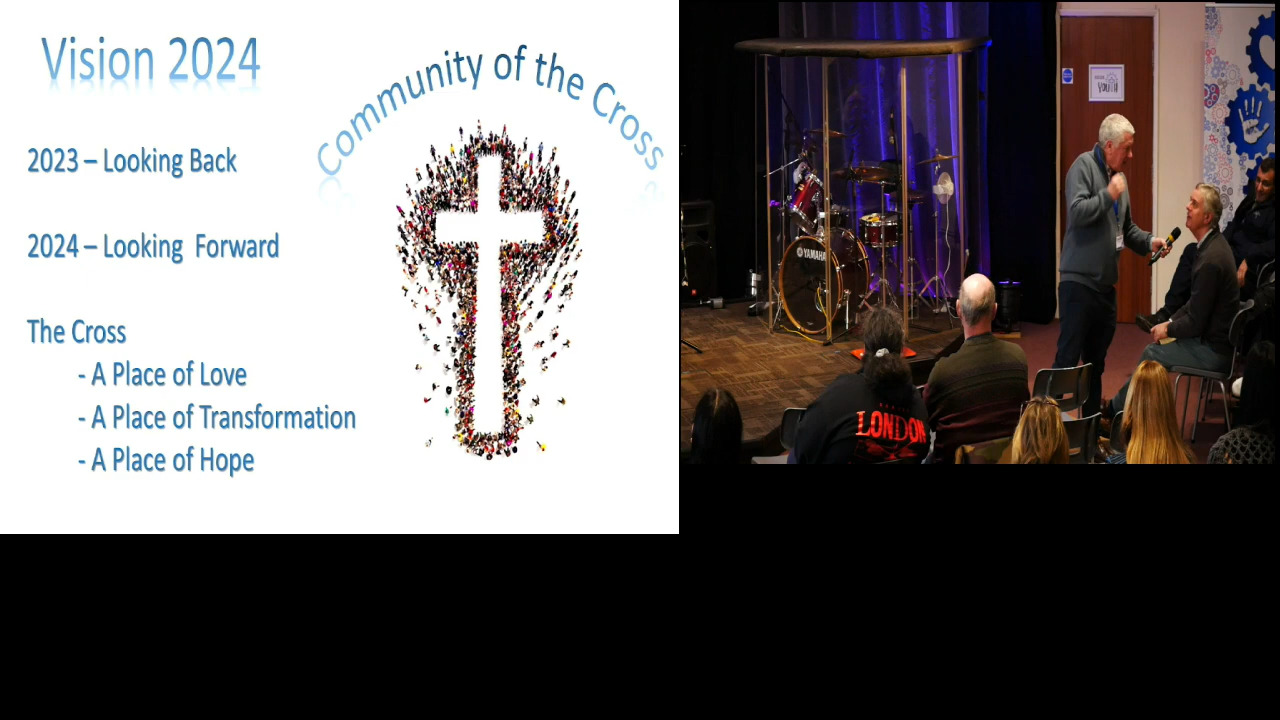 Vision 2024
Community of the Cross
2023 – Looking Back
2024 – Looking Forward
The Cross
- A Place of Love
- A Place of Transformation
- A Place of Hope
YOUTH
YAMAHA
LONDON